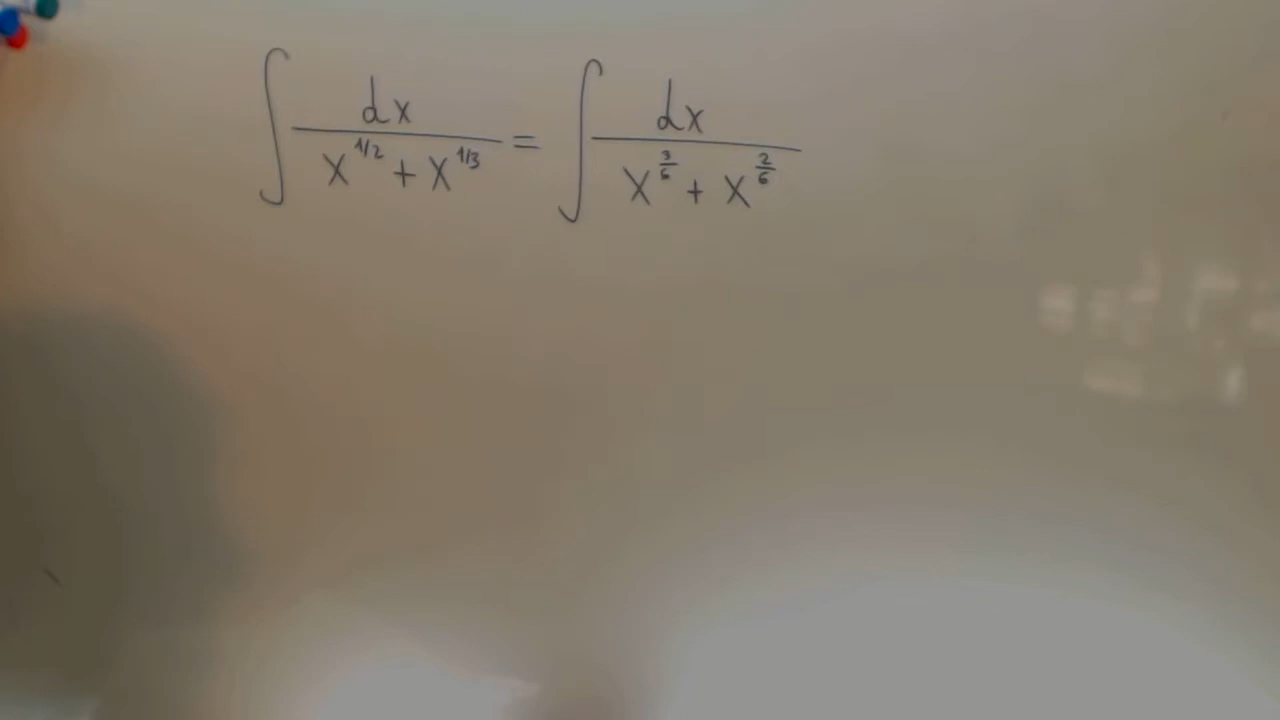 ∫ dx / (x^{1/2} + x^{1/3}) = ∫ dx / (x^{3/6} + x^{2/6})